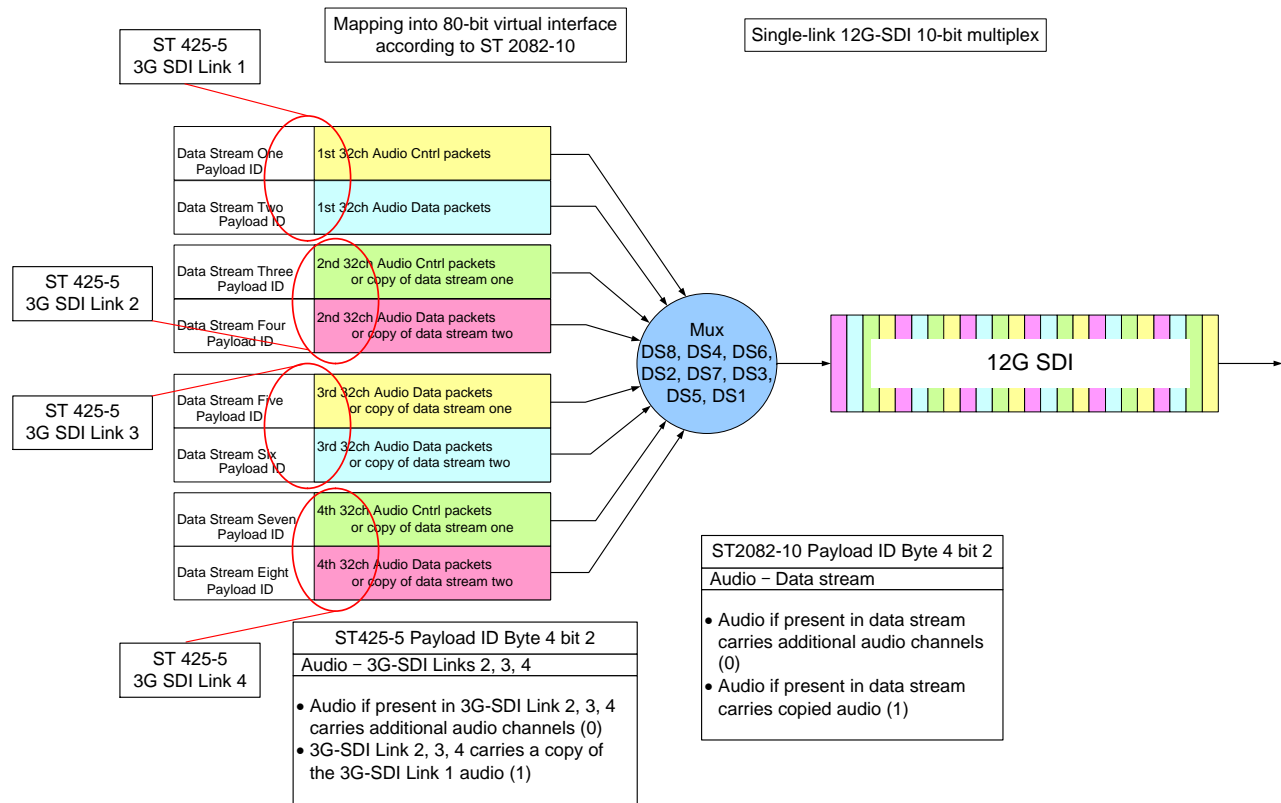 Mapping into 80-bit virtual interface
according to ST 2082-10
Single-link 12G-SDI 10-bit multiplex
ST 425-5
3G SDI Link 1
Data Stream One
Payload ID
1st 32ch Audio Cntrl packets
Data Stream Two
Payload ID
1st 32ch Audio Data packets
ST 425-5
3G SDI Link 2
Data Stream Three
Payload ID
2nd 32ch Audio Cntrl packets
or copy of data stream one
Data Stream Four
Payload ID
2nd 32ch Audio Data packets
or copy of data stream two
ST 425-5
3G SDI Link 3
Data Stream Five
Payload ID
3rd 32ch Audio Data packets
or copy of data stream one
Data Stream Six
Payload ID
3rd 32ch Audio Data packets
or copy of data stream two
Data Stream Seven
Payload ID
4th 32ch Audio Cntrl packets
or copy of data stream one
Data Stream Eight
Payload ID
4th 32ch Audio Data packets
or copy of data stream two
ST 425-5
3G SDI Link 4
Mux
DS8, DS4, DS6,
DS2, DS7, DS3,
DS5, DS1
12G SDI
ST425-5 Payload ID Byte 4 bit 2
Audio – 3G-SDI Links 2, 3, 4
• Audio if present in 3G-SDI Link 2, 3, 4
carries additional audio channels (0)
• 3G-SDI Link 2, 3, 4 carries a copy of
the 3G-SDI Link 1 audio (1)
ST2082-10 Payload ID Byte 4 bit 2
Audio – Data stream
• Audio if present in data stream
carries additional audio channels
(0)
• Audio if present in data stream
carries copied audio (1)